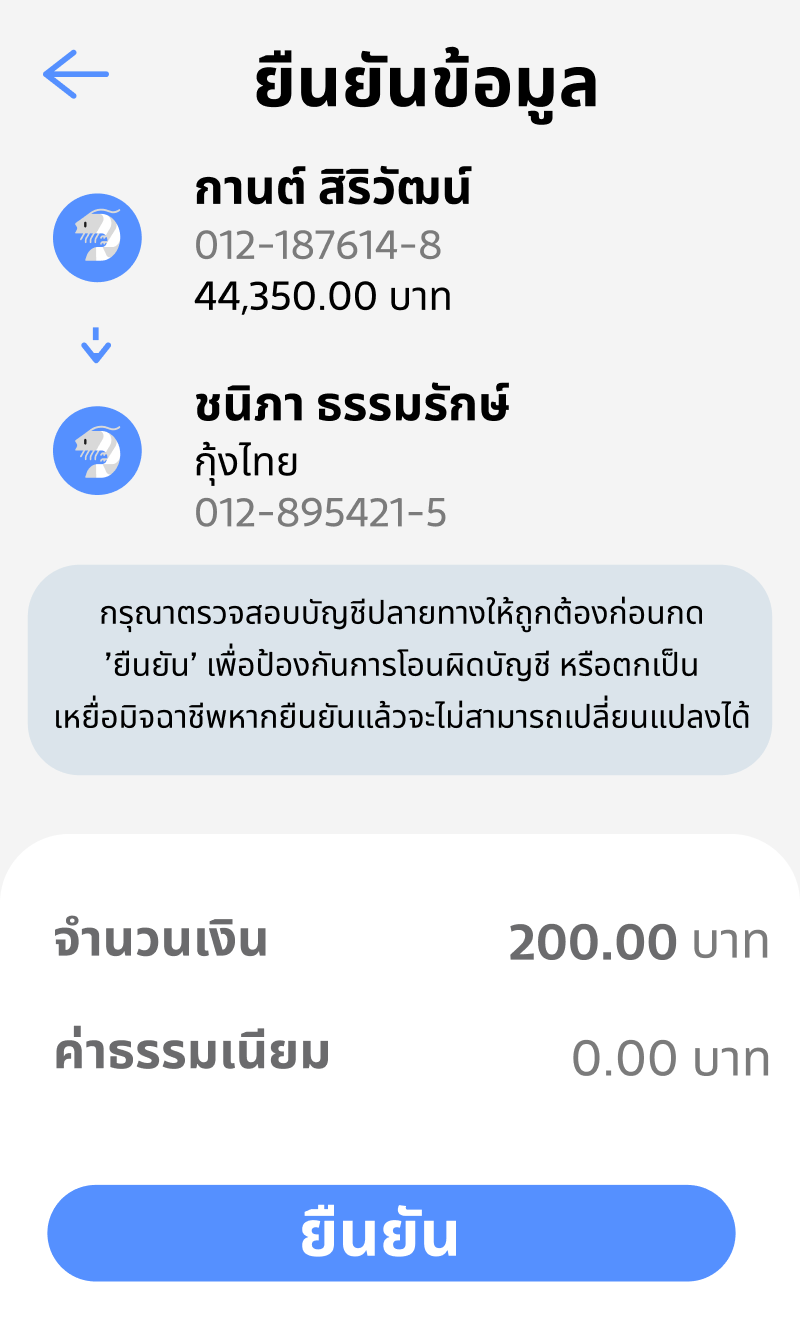 ยืนยันข้อมูล
กานต์ สิริวัฒน์
012-187614-8
44,350.00 บาท
ชนิภา ธรรมรักษ์
กุ้งไทย
012-895421-5
กรุณาตรวจสอบบัญชีปลายทางให้ถูกต้องก่อนกด
’ยืนยัน’ เพื่อป้องกันการโอนผิดบัญชี หรือตกเป็น
เหยื่อมิจฉาชีพหากยืนยันแล้วจะไม่สามารถเปลี่ยนแปลงได้
จำนวนเงิน 200.00 บาท
ค่าธรรมเนียม 0.00 บาท
ยืนยัน